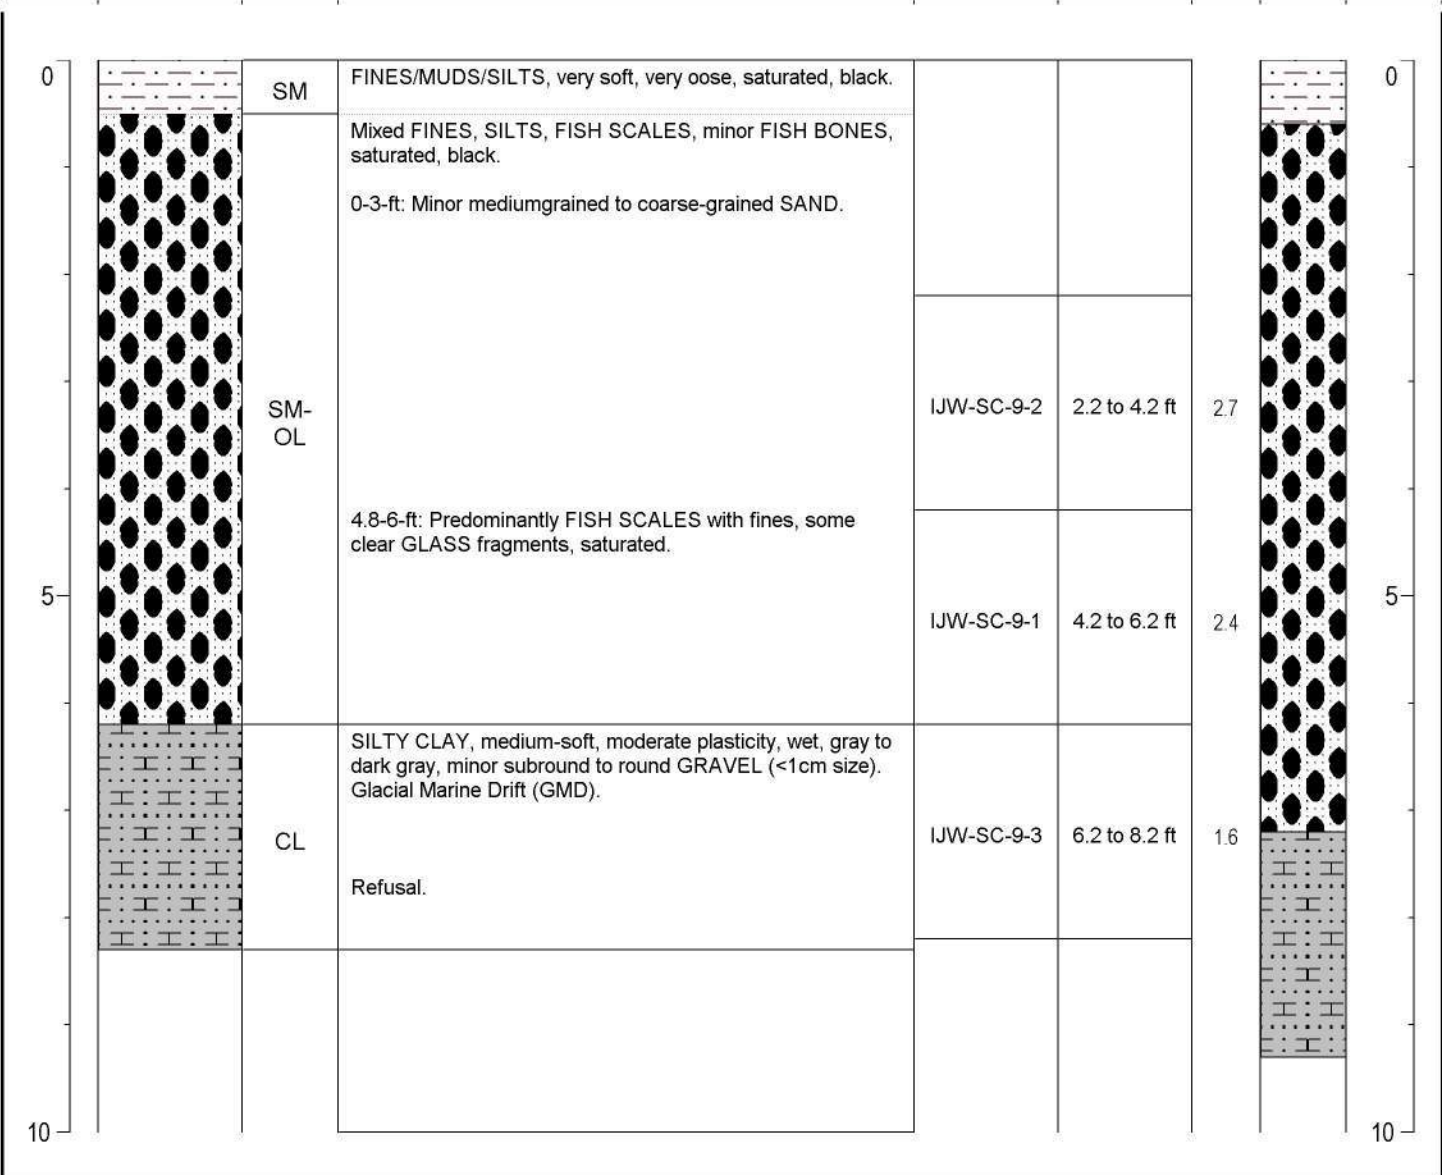 0
SM
FINES/MUDS/SILTS, very soft, very oose, saturated, black.
0
Mixed FINES, SILTS, FISH SCALES, minor FISH BONES,
saturated, black.
0-3-ft: Minor mediumgrained to coarse-grained SAND.
SM-
OL
IJW-SC-9-2
2.2 to 4.2 ft
2.7
4.8-6-ft: Predominantly FISH SCALES with fines, some
clear GLASS fragments, saturated.
5
5
IJW-SC-9-1
4.2 to 6.2 ft
2.4
SILTY CLAY, medium-soft, moderate plasticity, wet, gray to
dark gray, minor subround to round GRAVEL (<1cm size).
Glacial Marine Drift (GMD).
CL
IJW-SC-9-3
6.2 to 8.2 ft
1.6
Refusal.
10
10